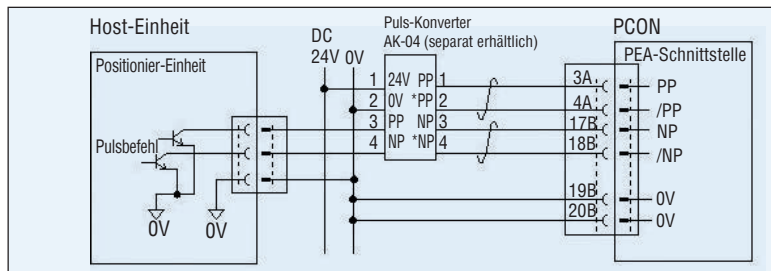 Host-Einheit
Positionier-Einheit
Pulsbefehl
0V
0V
DC
24V 0V
Puls-Konverter
AK-04 (separat erhältlich)
1 24V PP 1
2 0V *PP 2
3 PP NP 3
4 NP *NP 4
PCON
PEA-Schnittstelle
3A PP
4A /PP
17B NP
18B /NP
19B 0V
20B 0V